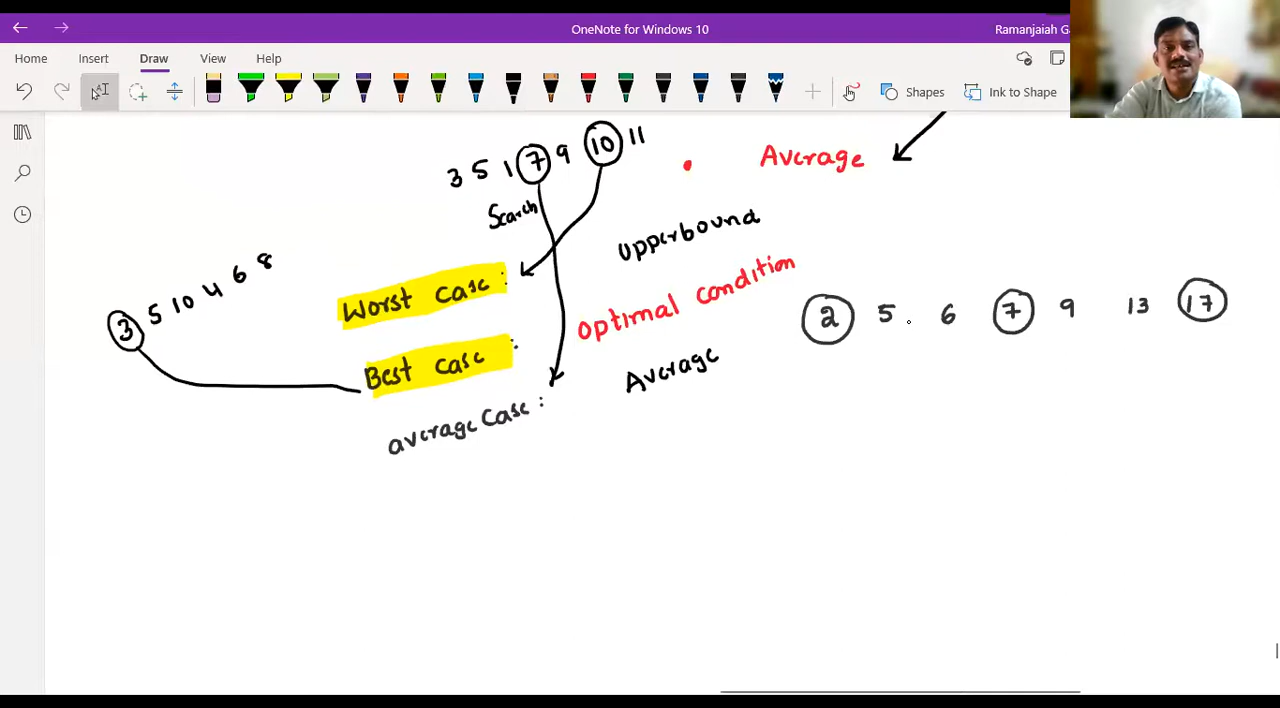 OneNote for Windows 10
Ramanjaiah G
Home Insert Draw View Help
Shapes Ink to Shape
3 5 1 7 9 10 11
Average
Search
Upperbound
3 5 10 4 6 8
Worst Case :
optimal condition
2 5 6 7 9 13 17
Best Case :
Average
average Case :